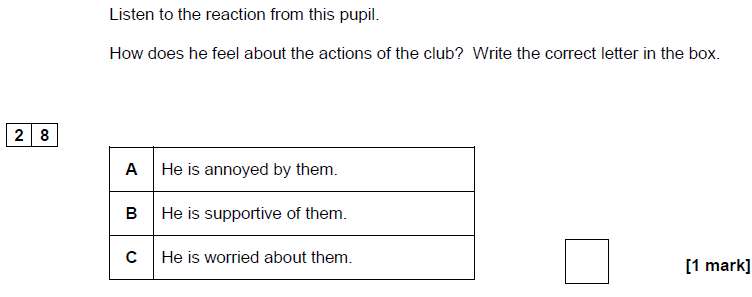 Listen to the reaction from this pupil.
How does he feel about the actions of the club?  Write the correct letter in the box.
2 8
A He is annoyed by them.
B He is supportive of them.
C He is worried about them.
[1 mark]